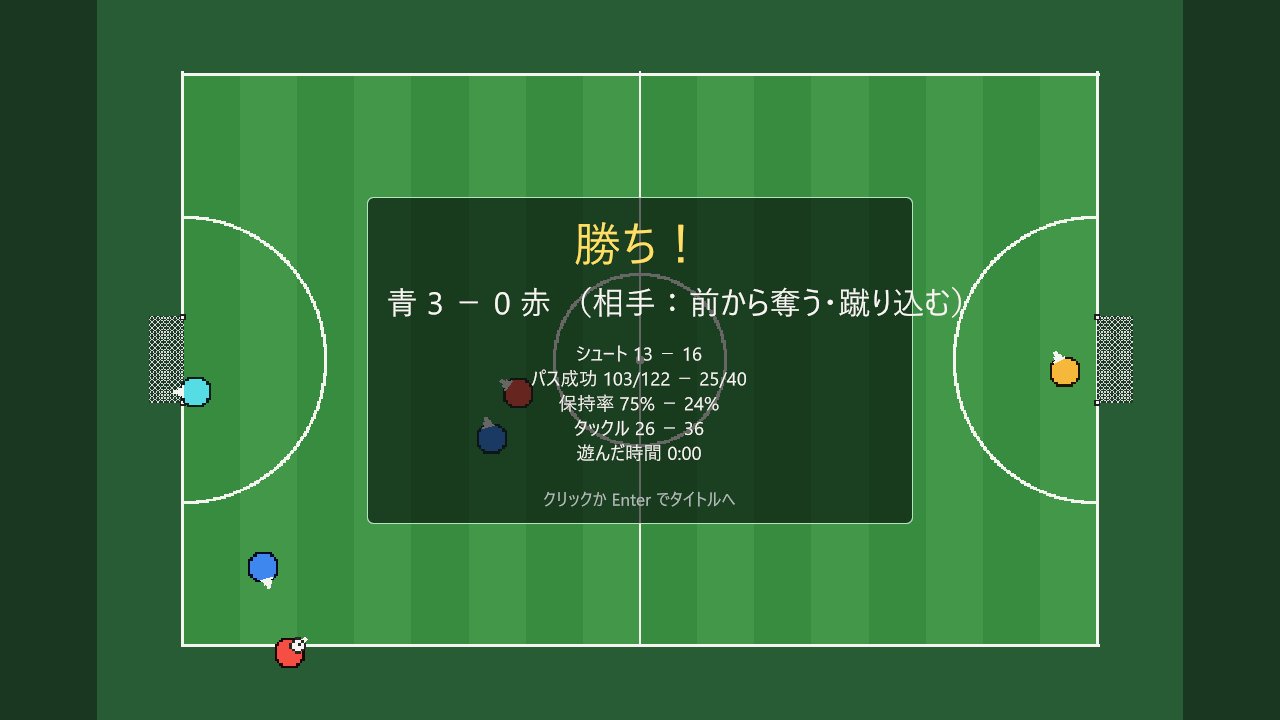 勝ち！
青 3 － 0 赤 （相手：前から奪う・蹴り込む）
シュート 13 － 16
パス成功 103/122 － 25/40
保持率 75% － 24%
タックル 26 － 36
遊んだ時間 0:00
クリックか Enter でタイトルへ